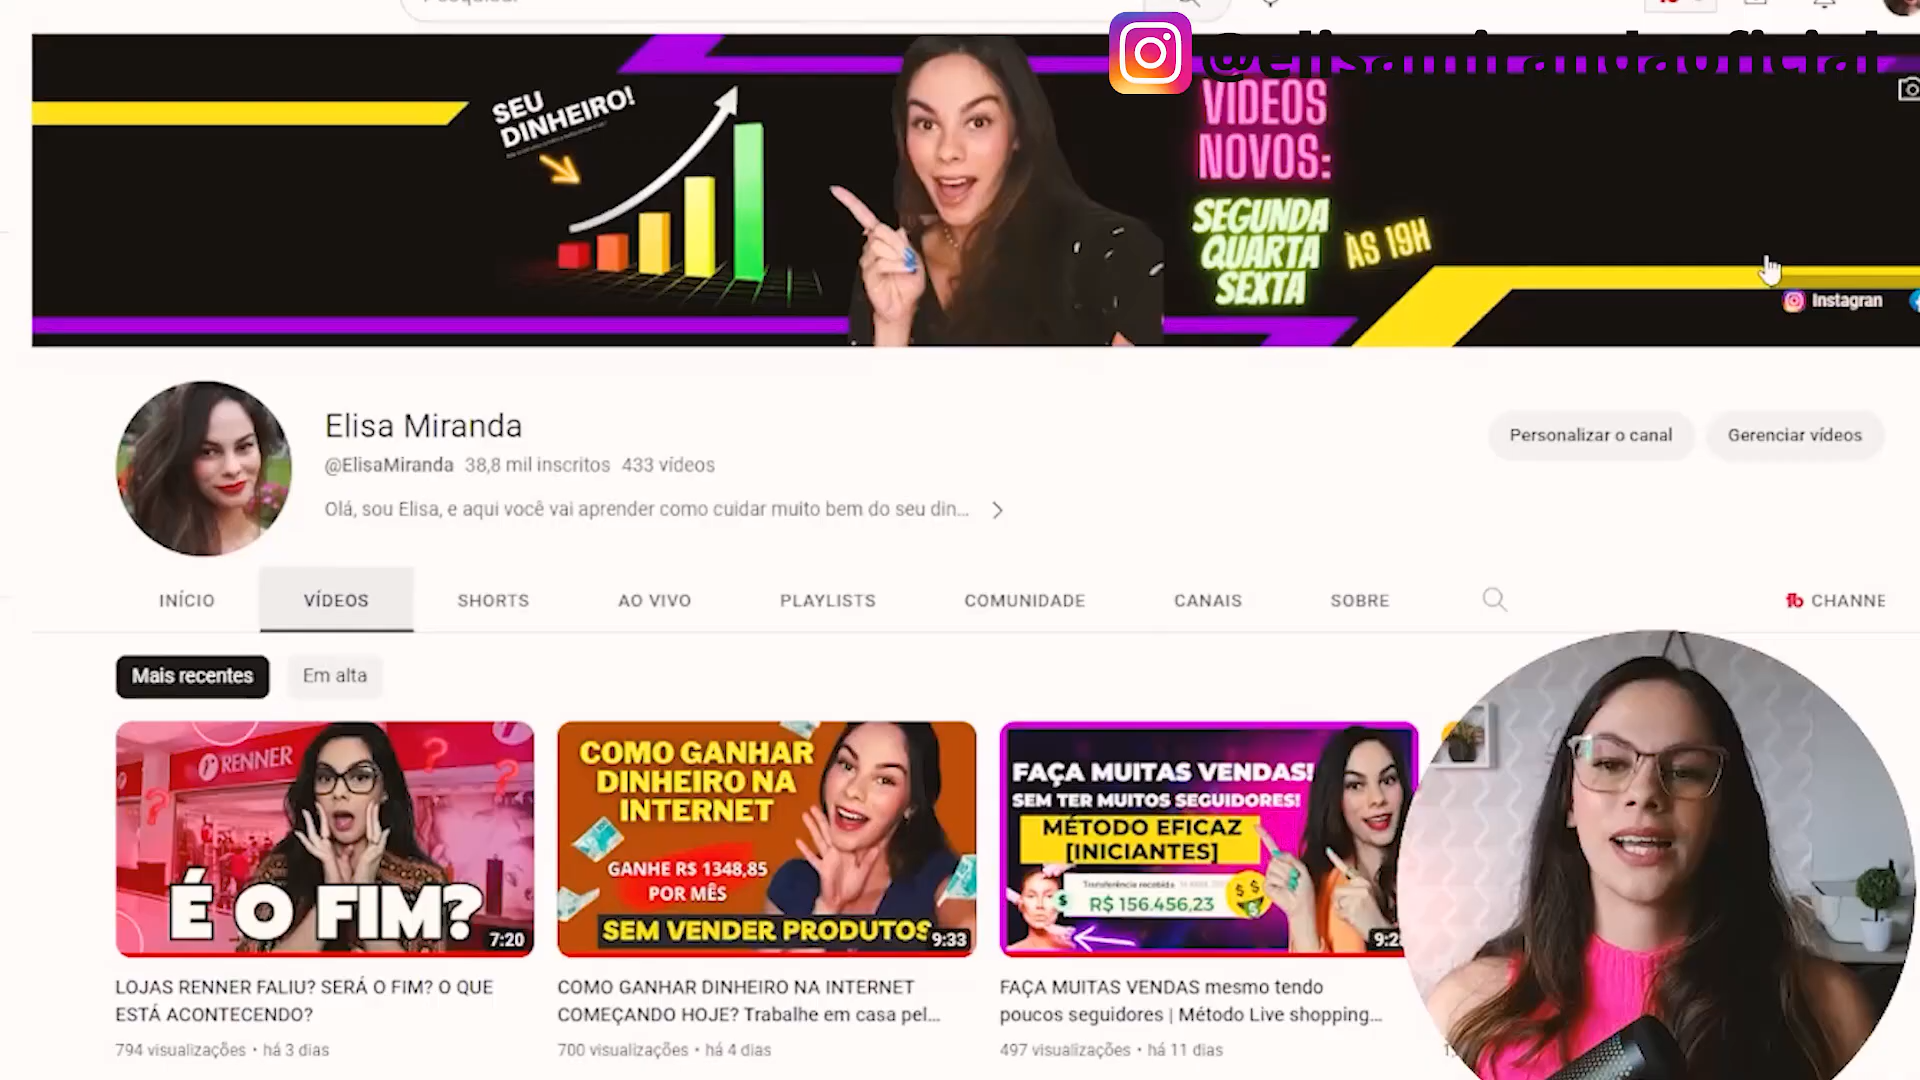 @elisamirandaoficial
SEU
DINHEIRO!
VIDEOS
NOVOS:
SEGUNDA
QUARTA
SEXTA
ÀS 19H
Instagran
Elisa Miranda
@ElisaMiranda 38,8 mil inscritos 433 vídeos
Olá, sou Elisa, e aqui você vai aprender como cuidar muito bem do seu din...
Personalizar o canal
Gerenciar vídeos
INÍCIO
VÍDEOS
SHORTS
AO VIVO
PLAYLISTS
COMUNIDADE
CANAIS
SOBRE
CHANNE
Mais recentes
Em alta
RENNER
É O FIM?
7:20
COMO GANHAR
DINHEIRO NA
INTERNET
GANHE R$ 1348,85
POR MÊS
SEM VENDER PRODUTOS
9:33
FAÇA MUITAS VENDAS!
SEM TER MUITOS SEGUIDORES!
MÉTODO EFICAZ
[INICIANTES]
Transferência recebida
R$ 156.456,23
LOJAS RENNER FALIU? SERÁ O FIM? O QUE
ESTÁ ACONTECENDO?
794 visualizações • há 3 dias
COMO GANHAR DINHEIRO NA INTERNET
COMEÇANDO HOJE? Trabalhe em casa pel...
700 visualizações • há 4 dias
FAÇA MUITAS VENDAS mesmo tendo
poucos seguidores | Método Live shopping...
497 visualizações • há 11 dias